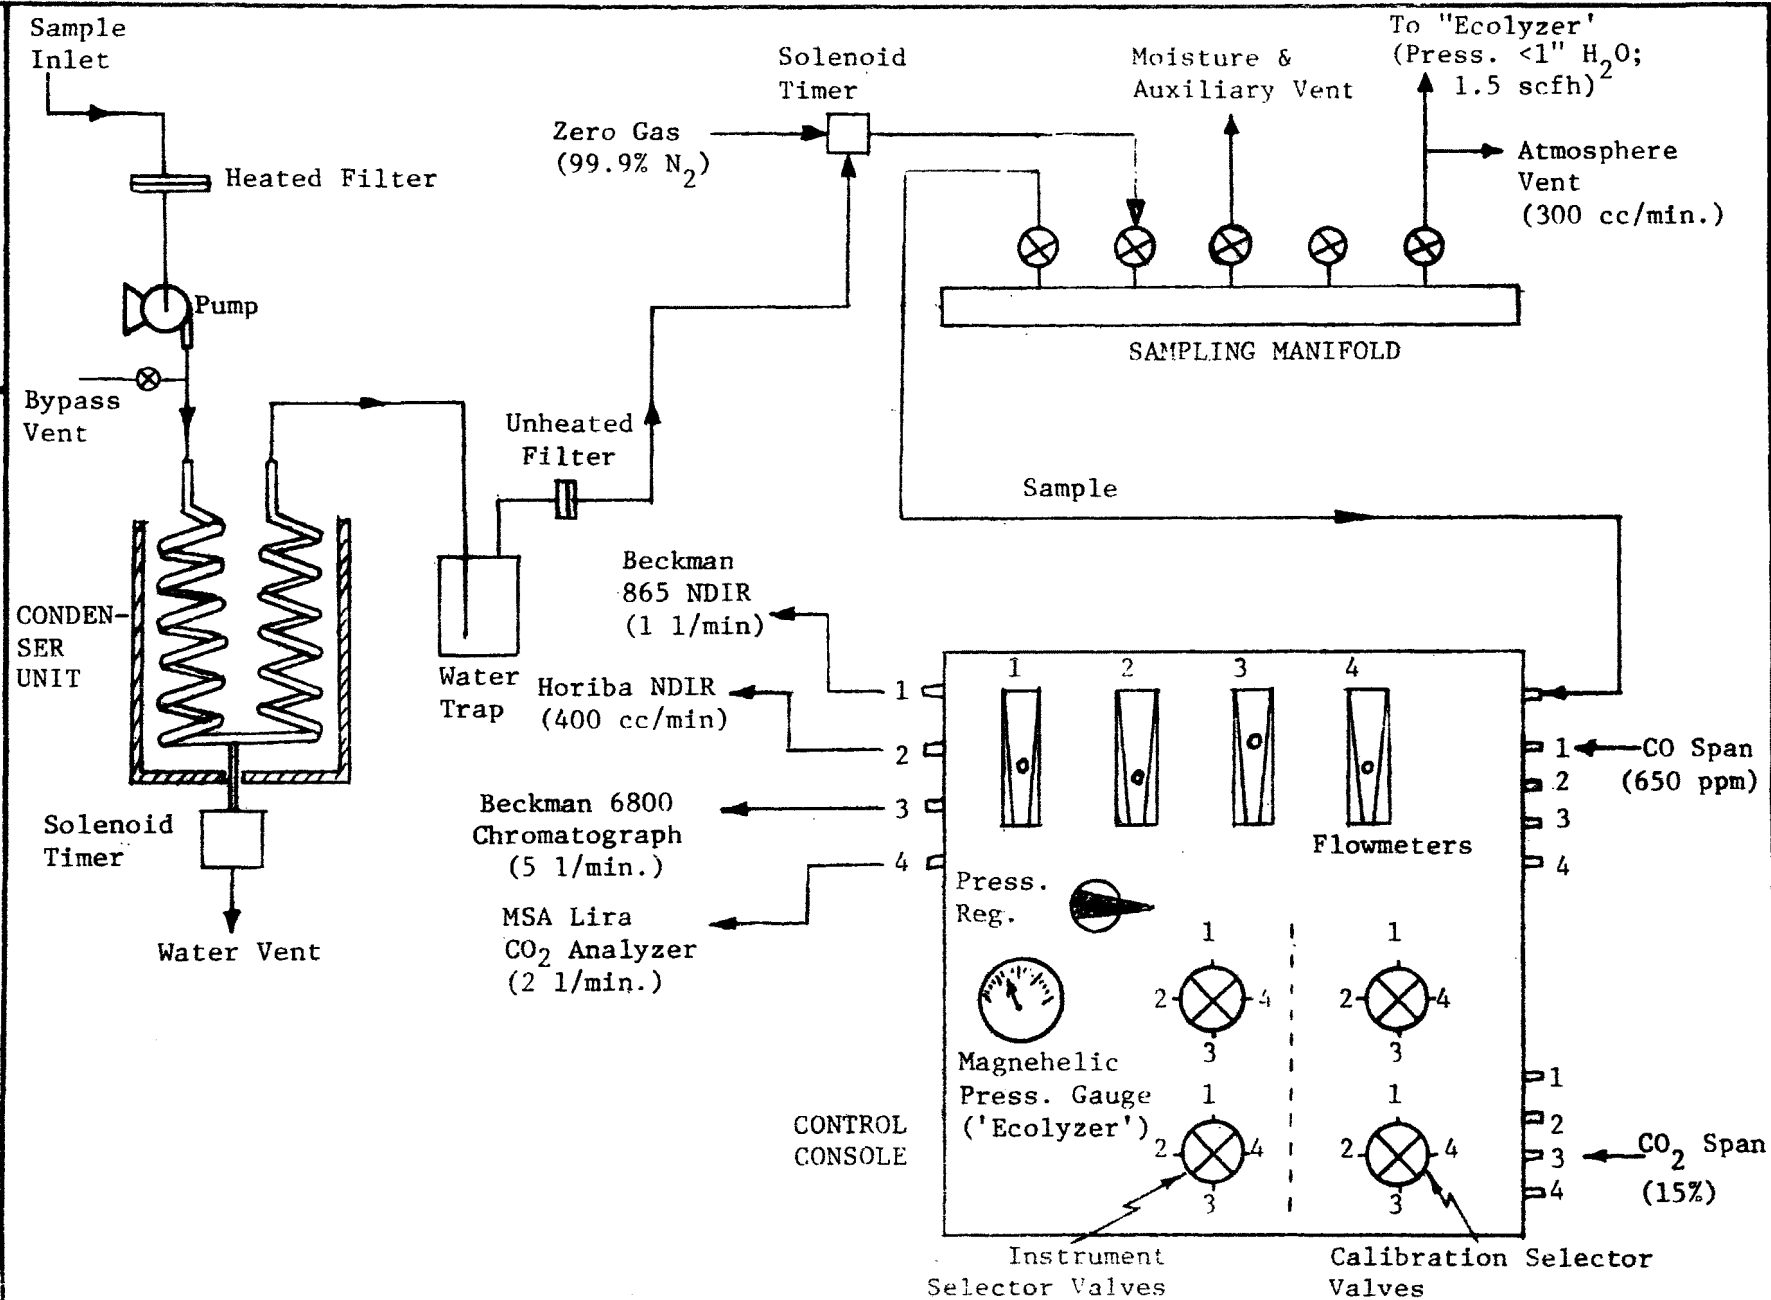 Sample
Inlet
Heated Filter
Pump
Bypass
Vent
CONDEN-
SER
UNIT
Solenoid
Timer
Water Vent
Water
Trap
Unheated
Filter
Zero Gas
(99.9% N2)
Solenoid
Timer
Moisture &
Auxiliary Vent
To "Ecolyzer'
(Press. <1" H2O;
1.5 scfh)
Atmosphere
Vent
(300 cc/min.)
SAMPLING MANIFOLD
Sample
Beckman
865 NDIR
(1 l/min)
Horiba NDIR
(400 cc/min)
Beckman 6800
Chromatograph
(5 l/min.)
MSA Lira
CO2 Analyzer
(2 l/min.)
1
2
3
4
1 2 3 4
Flowmeters
Press.
Reg.
Magnehelic
Press. Gauge
('Ecolyzer')
1
2 4
3
1
2 4
3
1
2 4
3
1
2 4
3
1
2
3
4
CO Span
(650 ppm)
1
2
3
4
CO2 Span
(15%)
CONTROL
CONSOLE
Instrument
Selector Valves
Calibration Selector
Valves